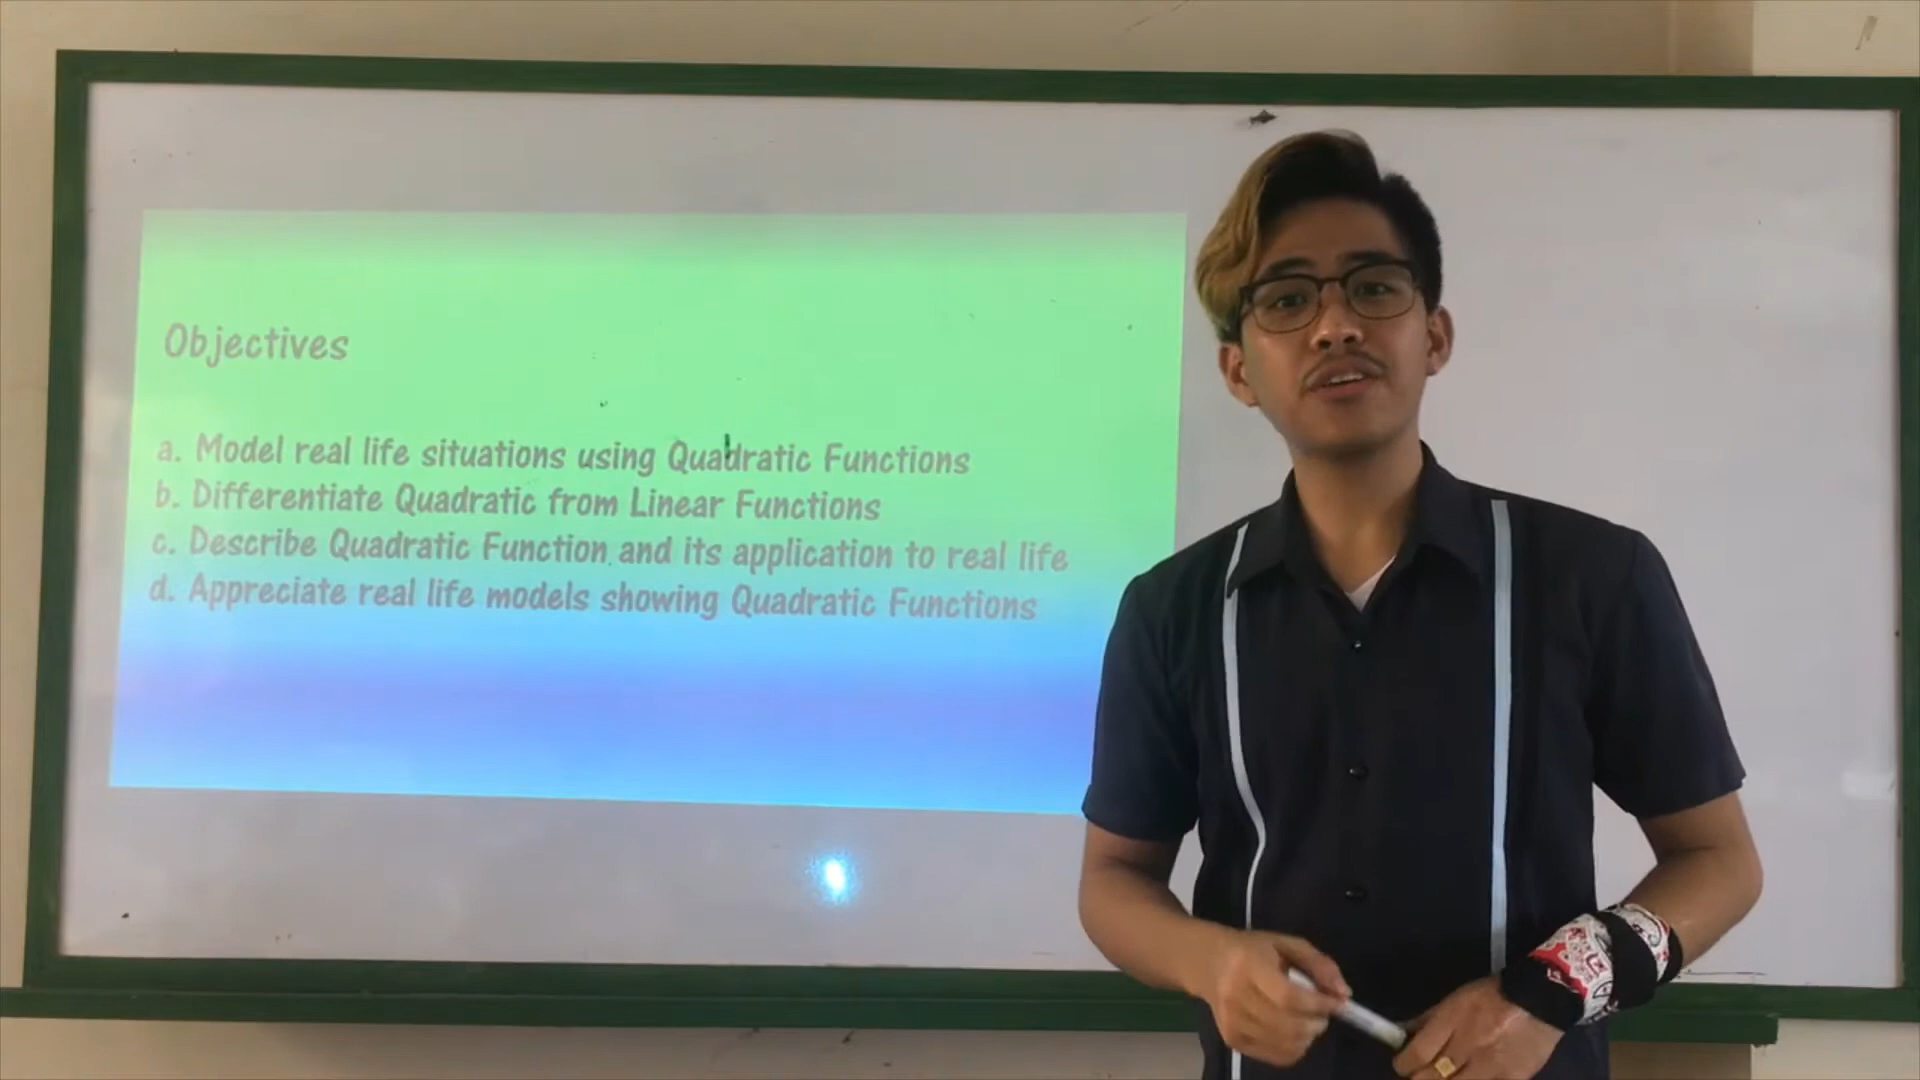 Objectives
a. Model real life situations using Quadratic Functions
b. Differentiate Quadratic from Linear Functions
c. Describe Quadratic Function and its application to real life
d. Appreciate real life models showing Quadratic Functions